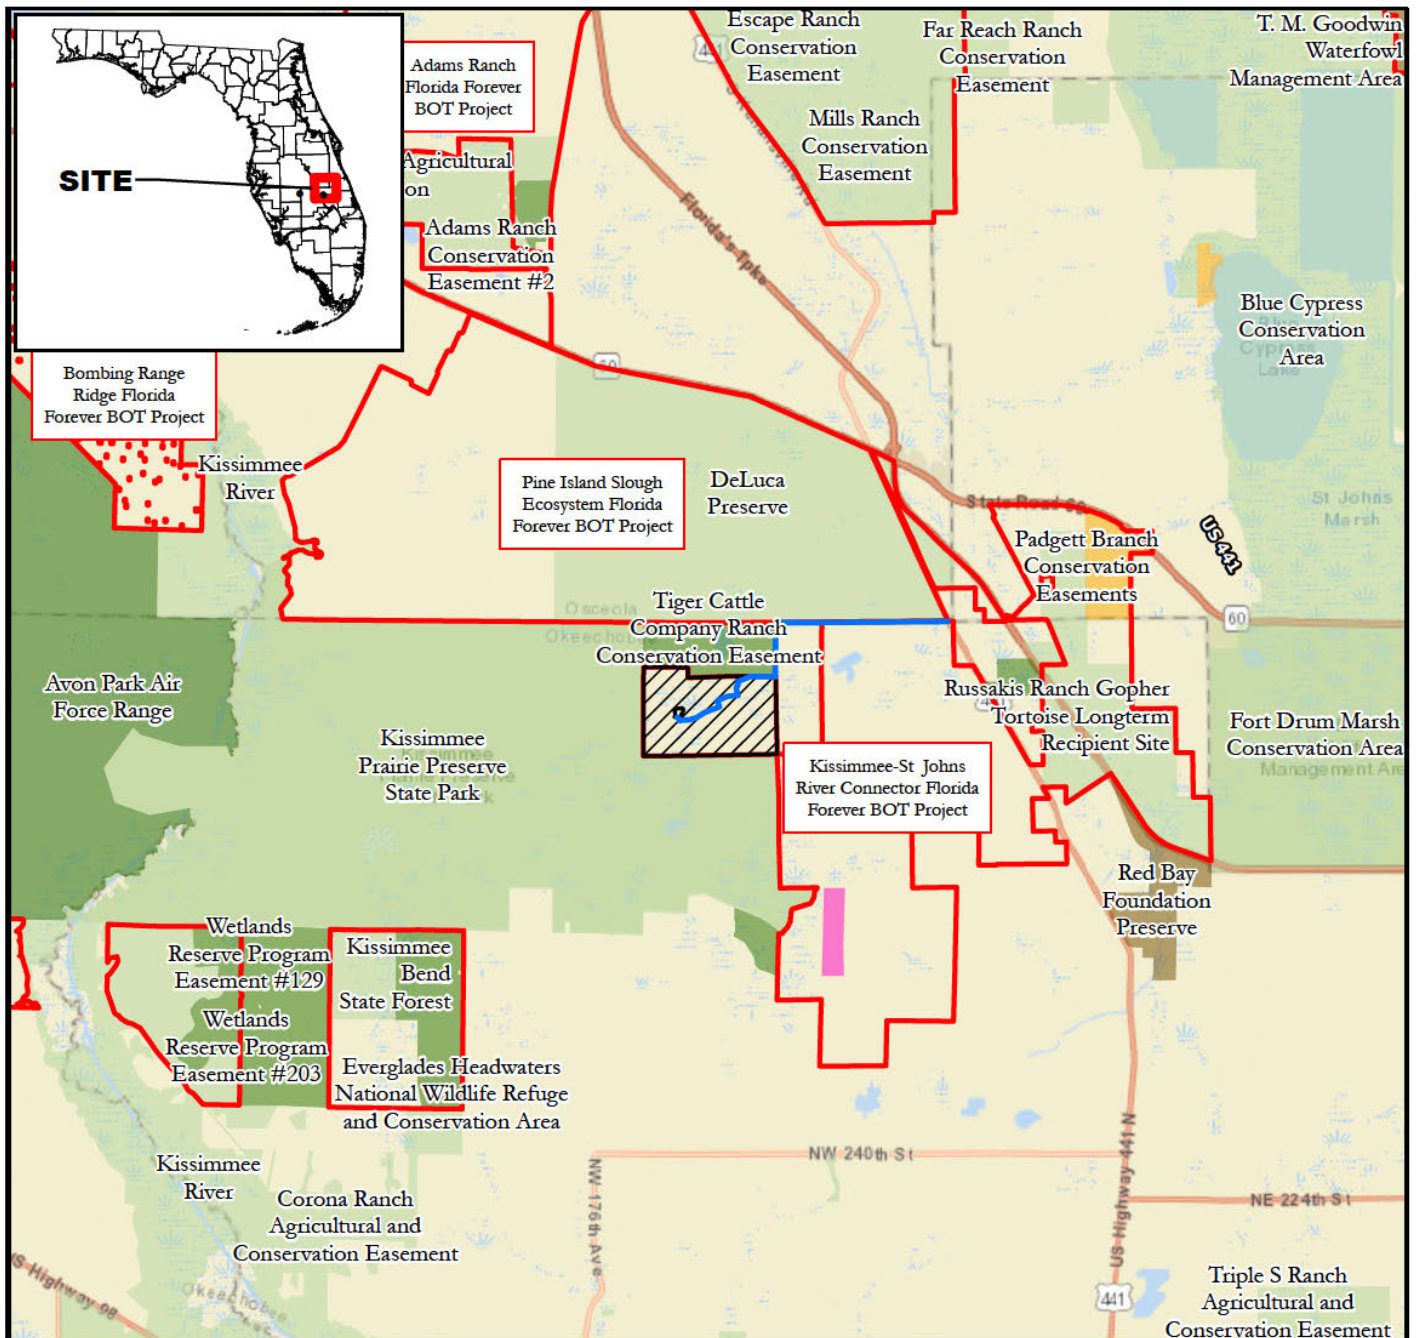 SITE
Adams Ranch
Florida Forever
BOT Project
Agricultural
on
Adams Ranch
Conservation
Easement #2
Escape Ranch
Conservation
Easement
441
Far Reach Ranch
Conservation
Easement
T. M. Goodwin
Waterfowl
Management Area
Mills Ranch
Conservation
Easement
Florida's Tpke
Blue Cypress
Conservation
Area
Cypress
Lake
60
Bombing Range
Ridge Florida
Forever BOT Project
Kissimmee
River
Pine Island Slough
Ecosystem Florida
Forever BOT Project
DeLuca
Preserve
St Johns
Marsh
US 441
Padgett Branch
Conservation
Easements
60
Osceola
Okeechobee
Tiger Cattle
Company Ranch
Conservation Easement
Avon Park Air
Force Range
Kissimmee
Prairie Preserve
State Park
Russakis Ranch Gopher
Tortoise Longterm
Recipient Site
Fort Drum Marsh
Conservation Area
Management Are
Kissimmee-St Johns
River Connector Florida
Forever BOT Project
Red Bay
Foundation
Preserve
Wetlands
Reserve Program
Easement #129
Wetlands
Reserve Program
Easement #203
Kissimmee
Bend
State Forest
Everglades Headwaters
National Wildlife Refuge
and Conservation Area
Kissimmee
River
Corona Ranch
Agricultural and
Conservation Easement
NW 240th St
NW 176th Ave
US Highway 441 N
NE 224th St
441
S Highway 98
Okeechobee
Triple S Ranch
Agricultural and
Conservation Easement